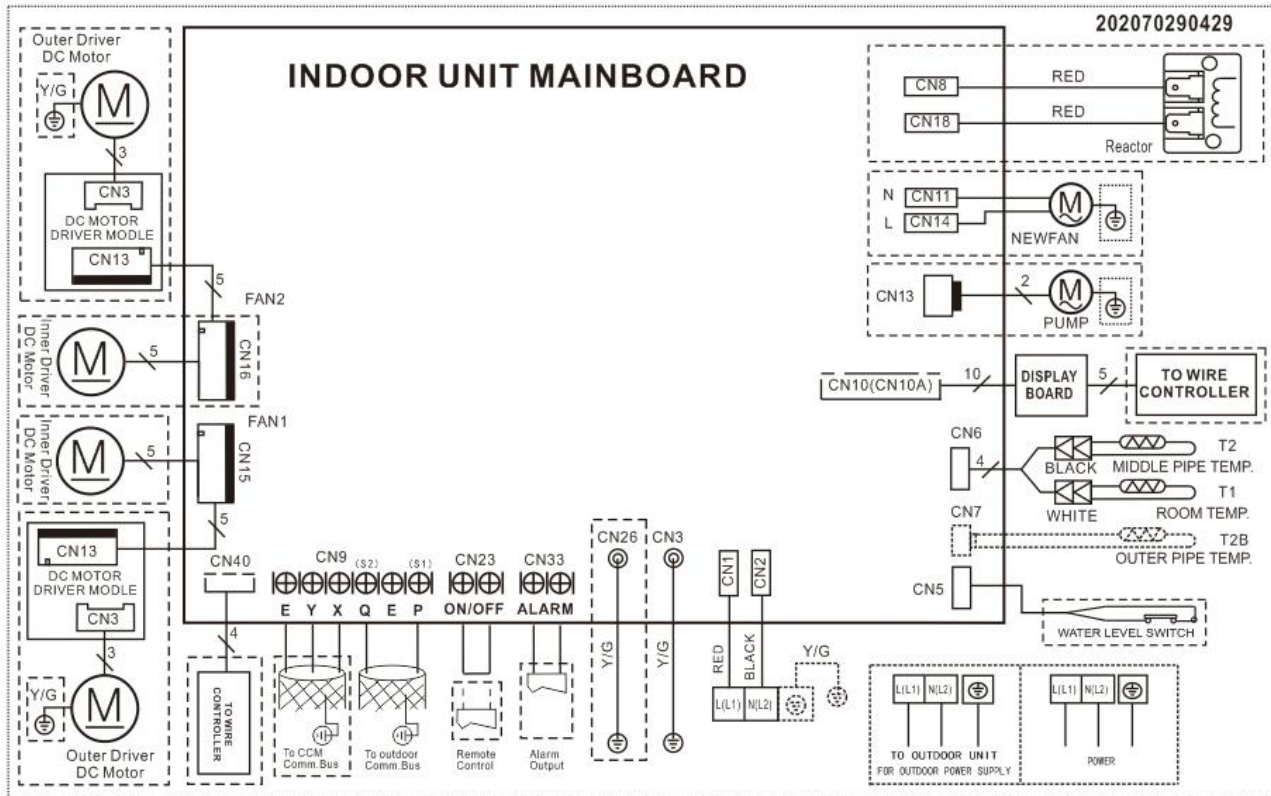 202070290429
INDOOR UNIT MAINBOARD
Outer Driver
DC Motor
Y/G
M
3
CN3
DC MOTOR
DRIVER MODLE
CN13
5
FAN2
Inner Driver
DC Motor
M
5
CN16
FAN1
Inner Driver
DC Motor
M
5
CN15
5
CN13
DC MOTOR
DRIVER MODLE
CN3
3
Y/G
M
Outer Driver
DC Motor
CN40
4
TO WIRE
CONTROLLER
CN9 (S2) (S1)
E Y X Q E P
To CCM
Comm.Bus
To outdoor
Comm.Bus
CN23
ON/OFF
Remote
Control
CN33
ALARM
Alarm
Output
CN26
Y/G
CN3
Y/G
CN1
CN2
RED
BLACK
Y/G
L(L1) N(L2)
CN8
RED
CN18
RED
Reactor
N CN11
L CN14
M
NEWFAN
CN13
2
M
PUMP
CN10(CN10A)
10
DISPLAY
BOARD
5
TO WIRE
CONTROLLER
CN6
4
BLACK
T2
MIDDLE PIPE TEMP.
WHITE
T1
ROOM TEMP.
CN7
T2B
OUTER PIPE TEMP.
CN5
WATER LEVEL SWITCH
L(L1) N(L2)
TO OUTDOOR UNIT
FOR OUTDOOR POWER SUPPLY
L(L1) N(L2)
POWER